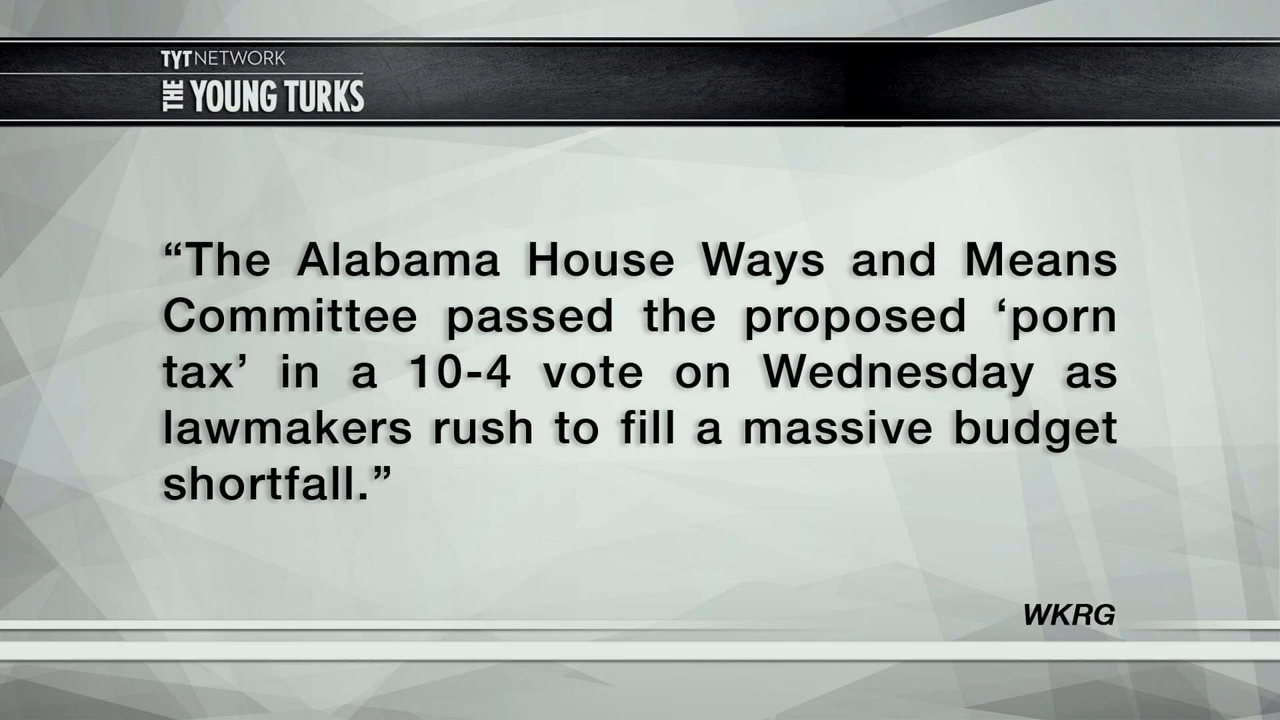 TYT NETWORK
THE YOUNG TURKS
“The Alabama House Ways and Means
Committee passed the proposed ‘porn
tax’ in a 10-4 vote on Wednesday as
lawmakers rush to fill a massive budget
shortfall.”
WKRG